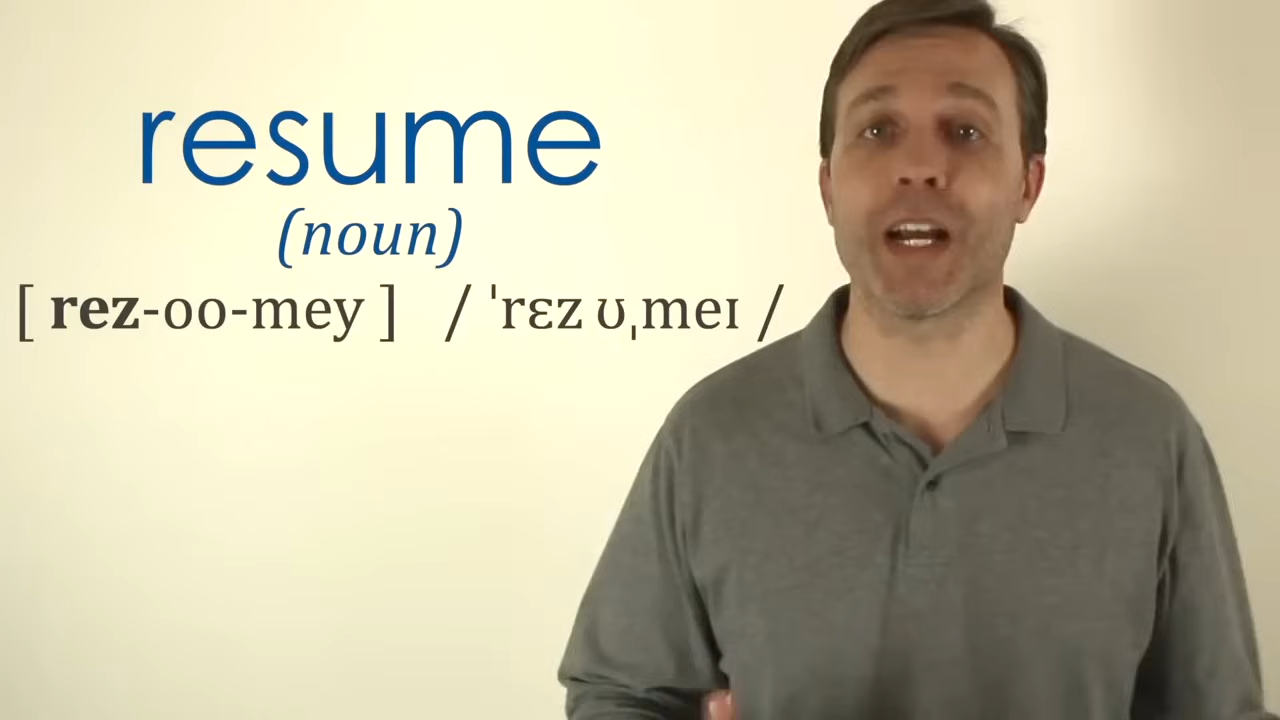 resume
(noun)
[ rez-oo-mey ] / ˈrɛz ʊˌmeɪ /